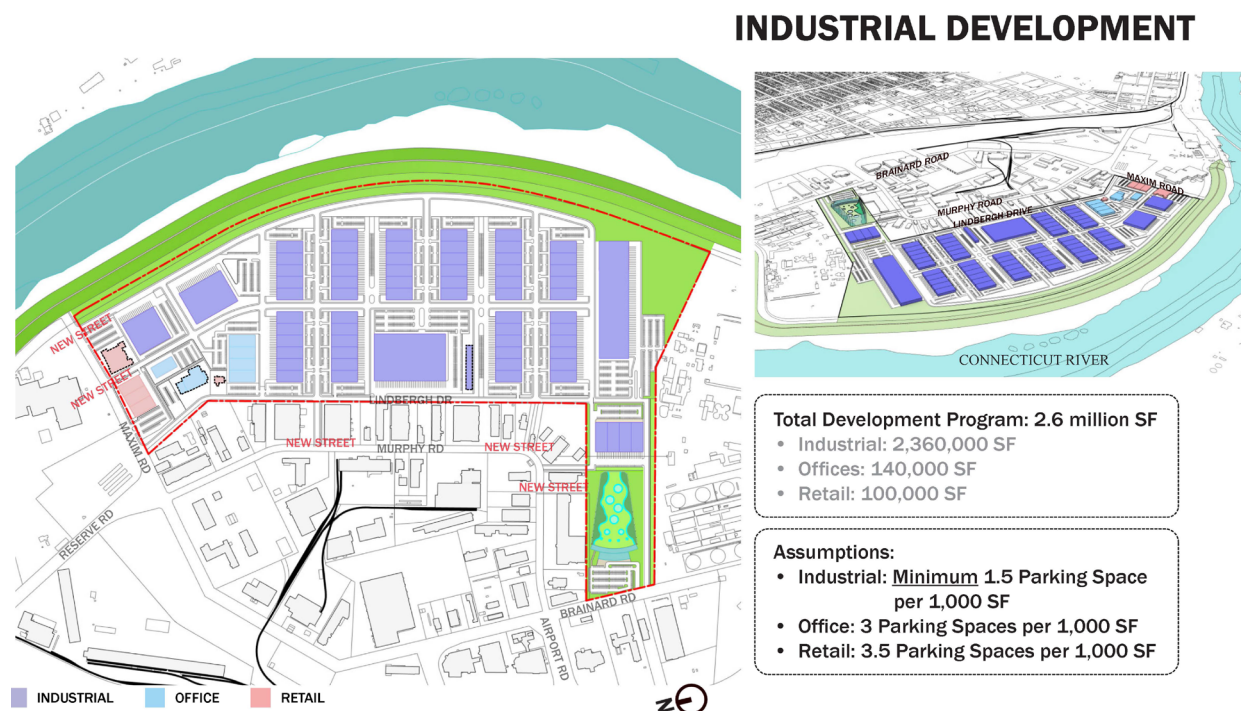 INDUSTRIAL DEVELOPMENT
NEW STREET
NEW STREET
MAXIM RD
LINDBERGH DR
NEW STREET
MURPHY RD
NEW STREET
NEW STREET
RESERVE RD
BRAINARD RD
AIRPORT RD
INDUSTRIAL
OFFICE
RETAIL
N
BRAINARD ROAD
MAXIM ROAD
MURPHY ROAD
LINDBERGH DRIVE
CONNECTICUT RIVER
Total Development Program: 2.6 million SF
• Industrial: 2,360,000 SF
• Offices: 140,000 SF
• Retail: 100,000 SF
Assumptions:
• Industrial: Minimum 1.5 Parking Space
per 1,000 SF
• Office: 3 Parking Spaces per 1,000 SF
• Retail: 3.5 Parking Spaces per 1,000 SF